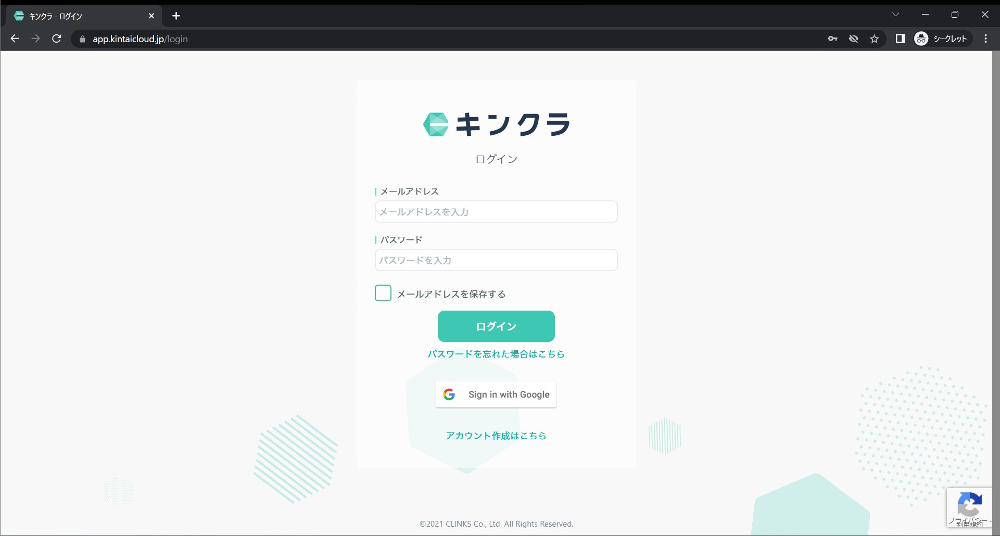 キンクラ - ログイン
app.kintaicloud.jp/login
シークレット
キンクラ
ログイン
メールアドレス
メールアドレスを入力
パスワード
パスワードを入力
メールアドレスを保存する
ログイン
パスワードを忘れた場合はこちら
Sign in with Google
アカウント作成はこちら
©2021 CLINKS Co., Ltd. All Rights Reserved.
プライバシー -
利用規約